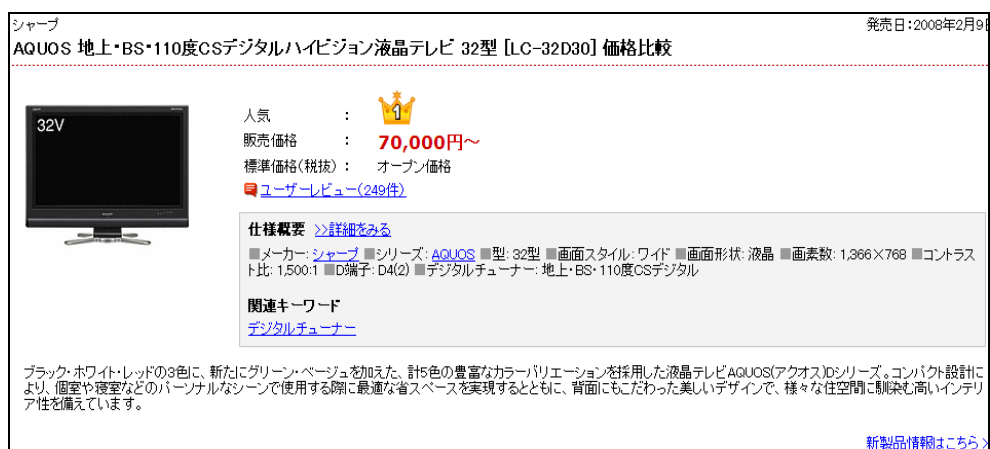 シャープ
発売日:2008年2月9日
AQUOS 地上・BS・110度CSデジタルハイビジョン液晶テレビ 32型 [LC-32D30] 価格比較
32V
人気 : 1
販売価格 : 70,000円～
標準価格(税抜) : オープン価格
ユーザーレビュー(249件)
仕様概要 >>詳細をみる
■メーカー: シャープ ■シリーズ: AQUOS ■型: 32型 ■画面スタイル: ワイド ■画面形状: 液晶 ■画素数: 1,366×768 ■コントラス
ト比: 1,500:1 ■D端子: D4(2) ■デジタルチューナー: 地上・BS・110度CSデジタル
関連キーワード
デジタルチューナー
ブラック・ホワイト・レッドの3色に、新たにグリーン・ベージュを加えた、計5色の豊富なカラーバリエーションを採用した液晶テレビAQUOS(アクオス)Dシリーズ。コンパクト設計に
より、個室や寝室などのパーソナルなシーンで使用する際に最適な省スペースを実現するとともに、背面にもこだわった美しいデザインで、様々な住空間に馴染む高いインテリ
ア性を備えています。
新製品情報はこちら